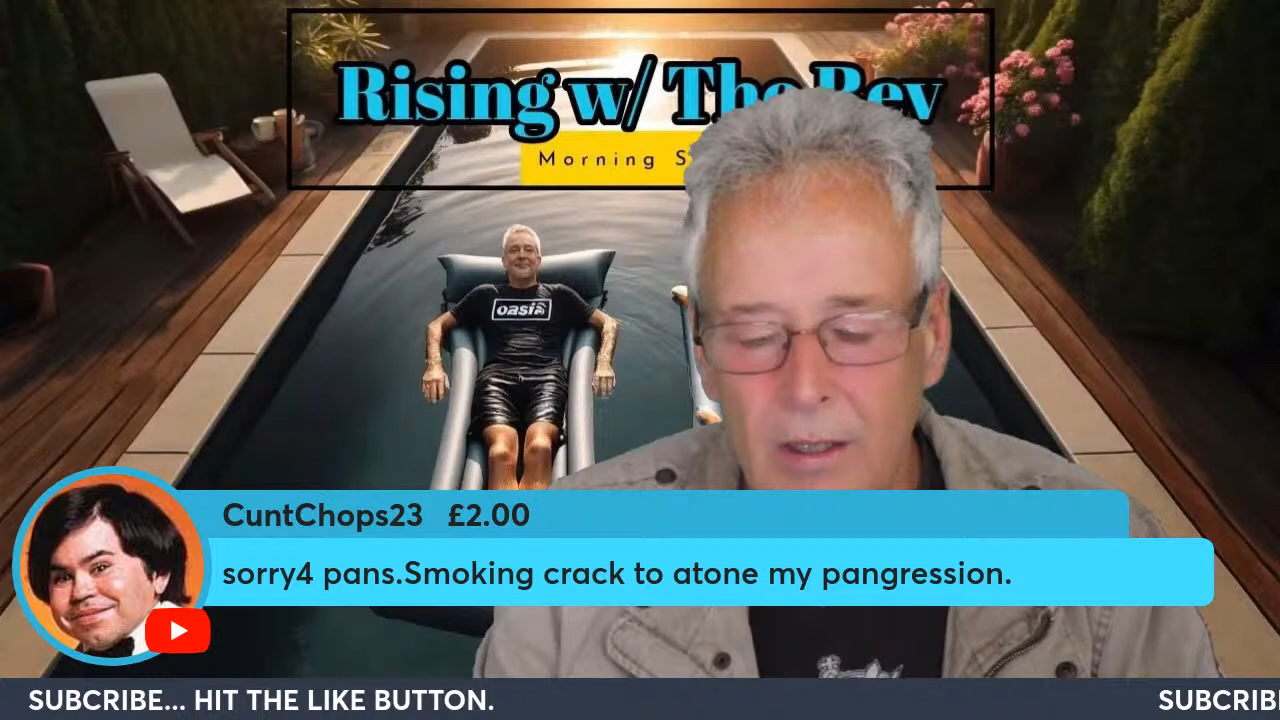 Rising w/ The Rev
Morning S
oasis
CuntChops23 £2.00
sorry4 pans.Smoking crack to atone my pangression.
SUBCRIBE... HIT THE LIKE BUTTON.
SUBCRIB